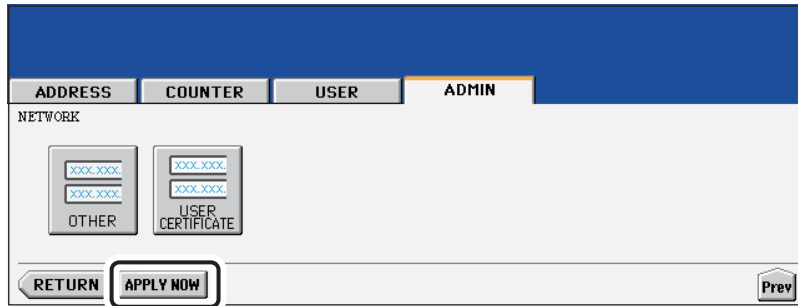 ADDRESS COUNTER USER ADMIN
NETWORK
XXX.XXX. XXX.XXX.
XXX.XXX. XXX.XXX.
OTHER USER CERTIFICATE
RETURN APPLY NOW Prev